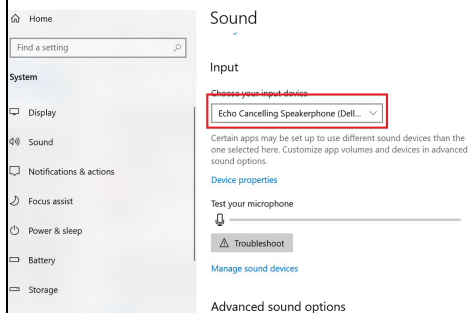 Home
Find a setting
System
Display
Sound
Notifications & actions
Focus assist
Power & sleep
Battery
Storage
Sound
Input
Choose your input device
Echo Cancelling Speakerphone (Dell...
Certain apps may be set up to use different sound devices than the
one selected here. Customize app volumes and devices in advanced
sound options.
Device properties
Test your microphone
Troubleshoot
Manage sound devices
Advanced sound options